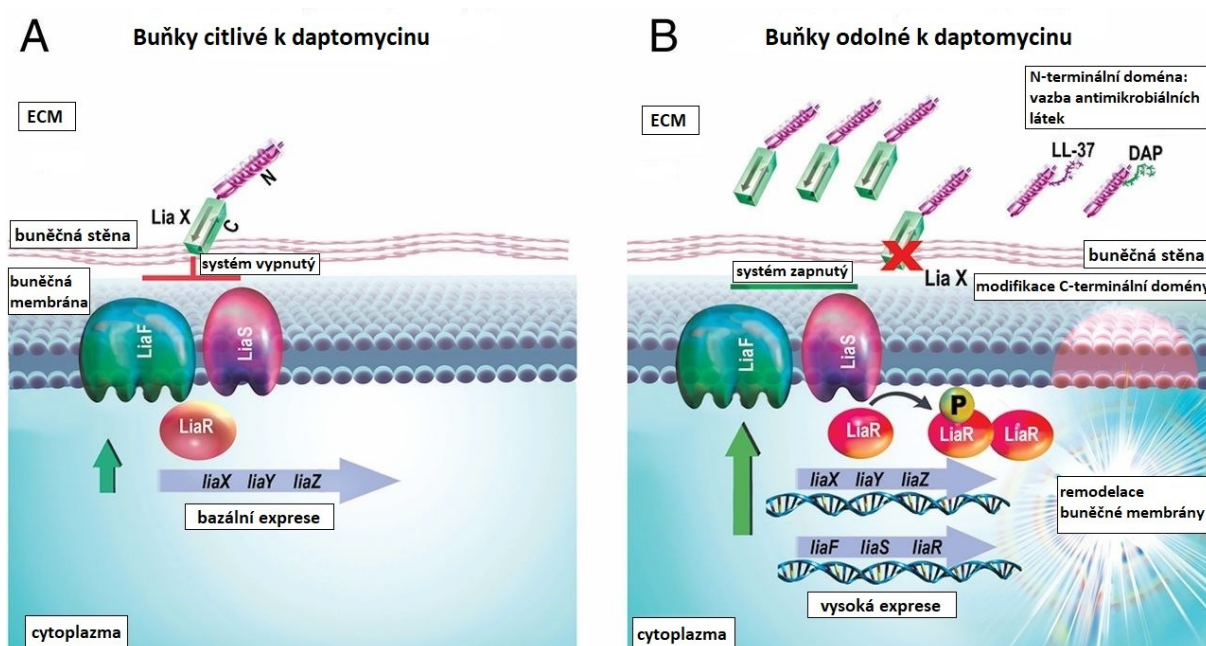 A
Buňky citlivé k daptomycinu
ECM
N
Lia X
C
buněčná stěna
systém vypnutý
buněčná
membrána
LiaF
LiaS
LiaR
liaX liaY liaZ
bazální exprese
cytoplazma
B
Buňky odolné k daptomycinu
ECM
N-terminální doména:
vazba antimikrobiálních
látek
LL-37
DAP
buněčná stěna
systém zapnutý
Lia X
modifikace C-terminální domény
LiaF
LiaS
P
LiaR
LiaR
LiaR
liaX liaY liaZ
remodelace
buněčné membrány
liaF liaS liaR
vysoká exprese
cytoplazma